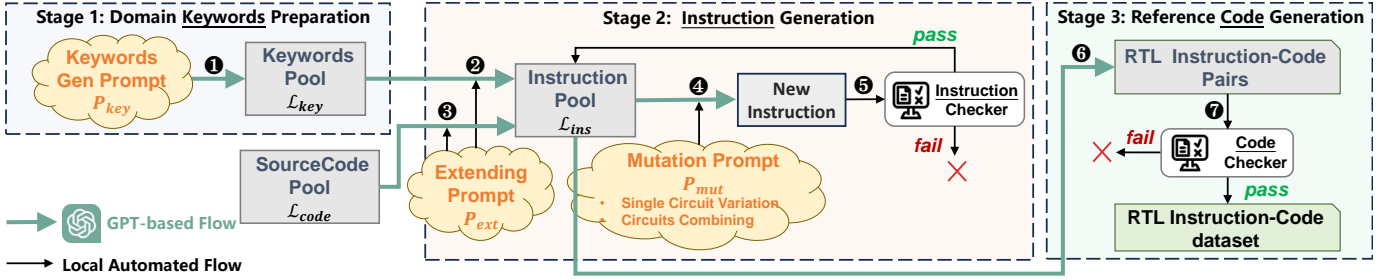 Stage 1: Domain Keywords Preparation
Keywords
Gen Prompt
P_key
❶
Keywords
Pool
ℒ_key
SourceCode
Pool
ℒ_code
GPT-based Flow
Local Automated Flow
Stage 2: Instruction Generation
❷
❸
Extending
Prompt
P_ext
Instruction
Pool
ℒ_ins
❹
Mutation Prompt
P_mut
• Single Circuit Variation
• Circuits Combining
New
Instruction
❺
pass
Instruction
Checker
fail
Stage 3: Reference Code Generation
❻
RTL Instruction-Code
Pairs
❼
fail
Code
Checker
pass
RTL Instruction-Code
dataset